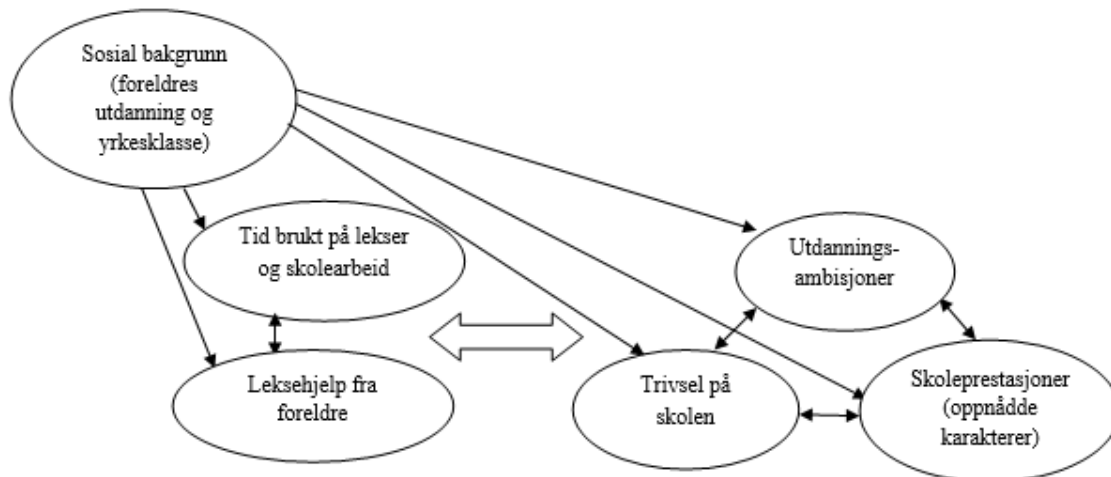 Sosial bakgrunn
(foreldres
utdanning og
yrkesklasse)
Tid brukt på lekser
og skolearbeid
Utdannings-
ambisjoner
Leksehjelp fra
foreldre
Trivsel på
skolen
Skoleprestasjoner
(oppnådde
karakterer)